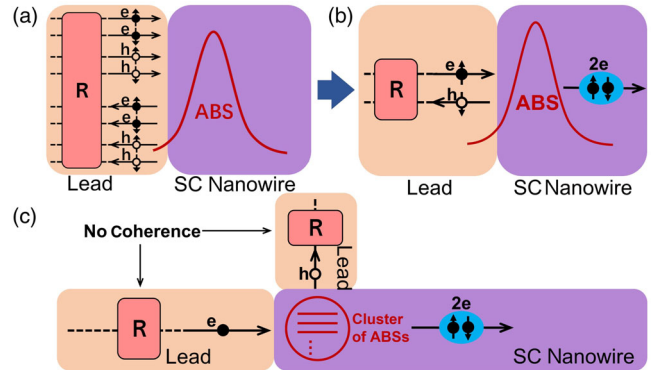 (a)
e
e
h
h
R
e
e
h
h
ABS
Lead
SC Nanowire
(b)
e
R
h
ABS
2e
Lead
SC Nanowire
(c)
No Coherence
R
Lead
h
R
e
Lead
Cluster
of ABSs
2e
SC Nanowire